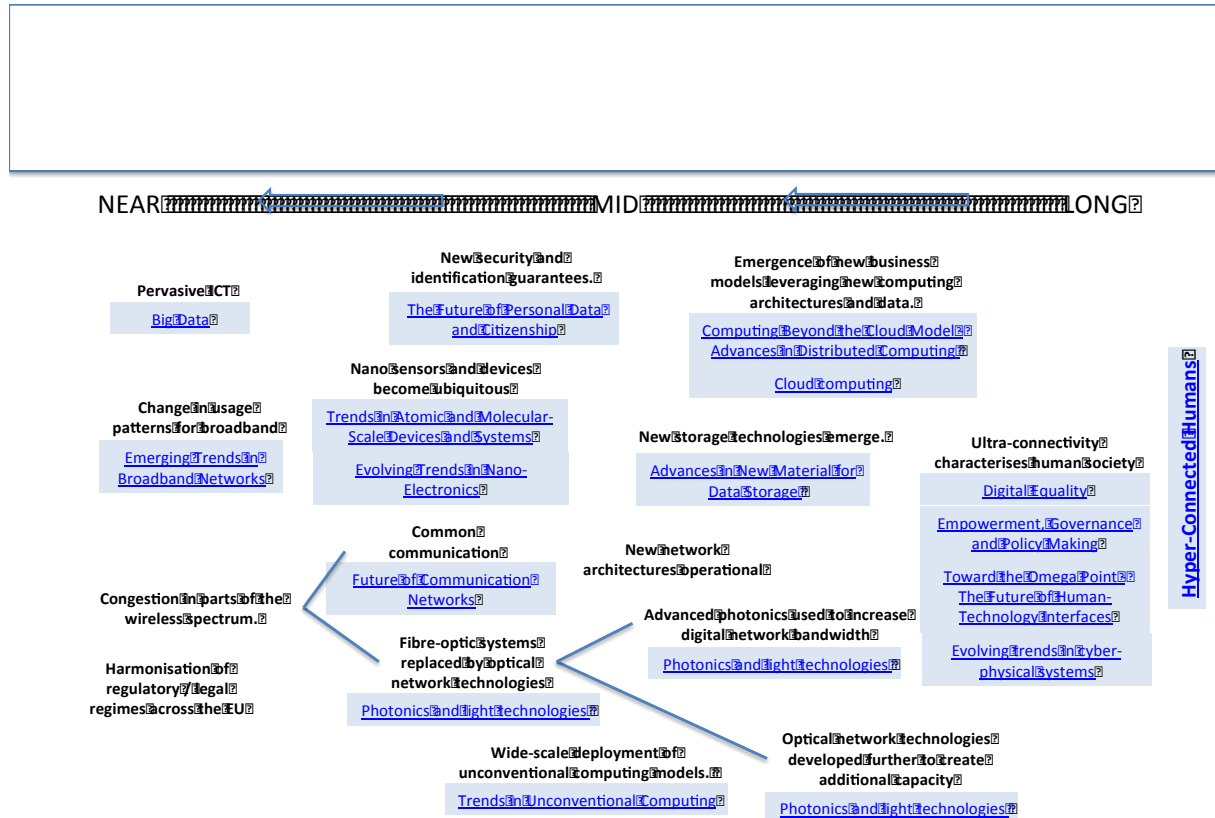 NEAR MID LONG
Pervasive ICT
Big Data
New security and
identification guarantees.
The Future of Personal Data
and Citizenship
Emergence of new business
models leveraging new computing
architectures and data.
Computing Beyond the Cloud Model -
Advances in Distributed Computing
Cloud computing
Nano sensors and devices
become ubiquitous
Trends in Atomic and Molecular-
Scale Devices and Systems
Evolving Trends in Nano-
Electronics
Change in usage
patterns for broadband
Emerging Trends in
Broadband Networks
New storage technologies emerge.
Advances in New Material for
Data Storage
Ultra-connectivity
characterises human society
Digital Equality
Empowerment, Governance
and Policy Making
Toward the Omega Point -
The Future of Human-
Technology Interfaces
Evolving trends in cyber-
physical systems
Hyper-Connected Humans
Common
communication
Future of Communication
Networks
New network
architectures operational
Congestion in parts of the
wireless spectrum.
Fibre-optic systems
replaced by optical
network technologies
Photonics and light technologies
Advanced photonics used to increase
digital network bandwidth
Photonics and light technologies
Harmonisation of
regulatory / legal
regimes across the EU
Wide-scale deployment of
unconventional computing models.
Trends in Unconventional Computing
Optical network technologies
developed further to create
additional capacity
Photonics and light technologies